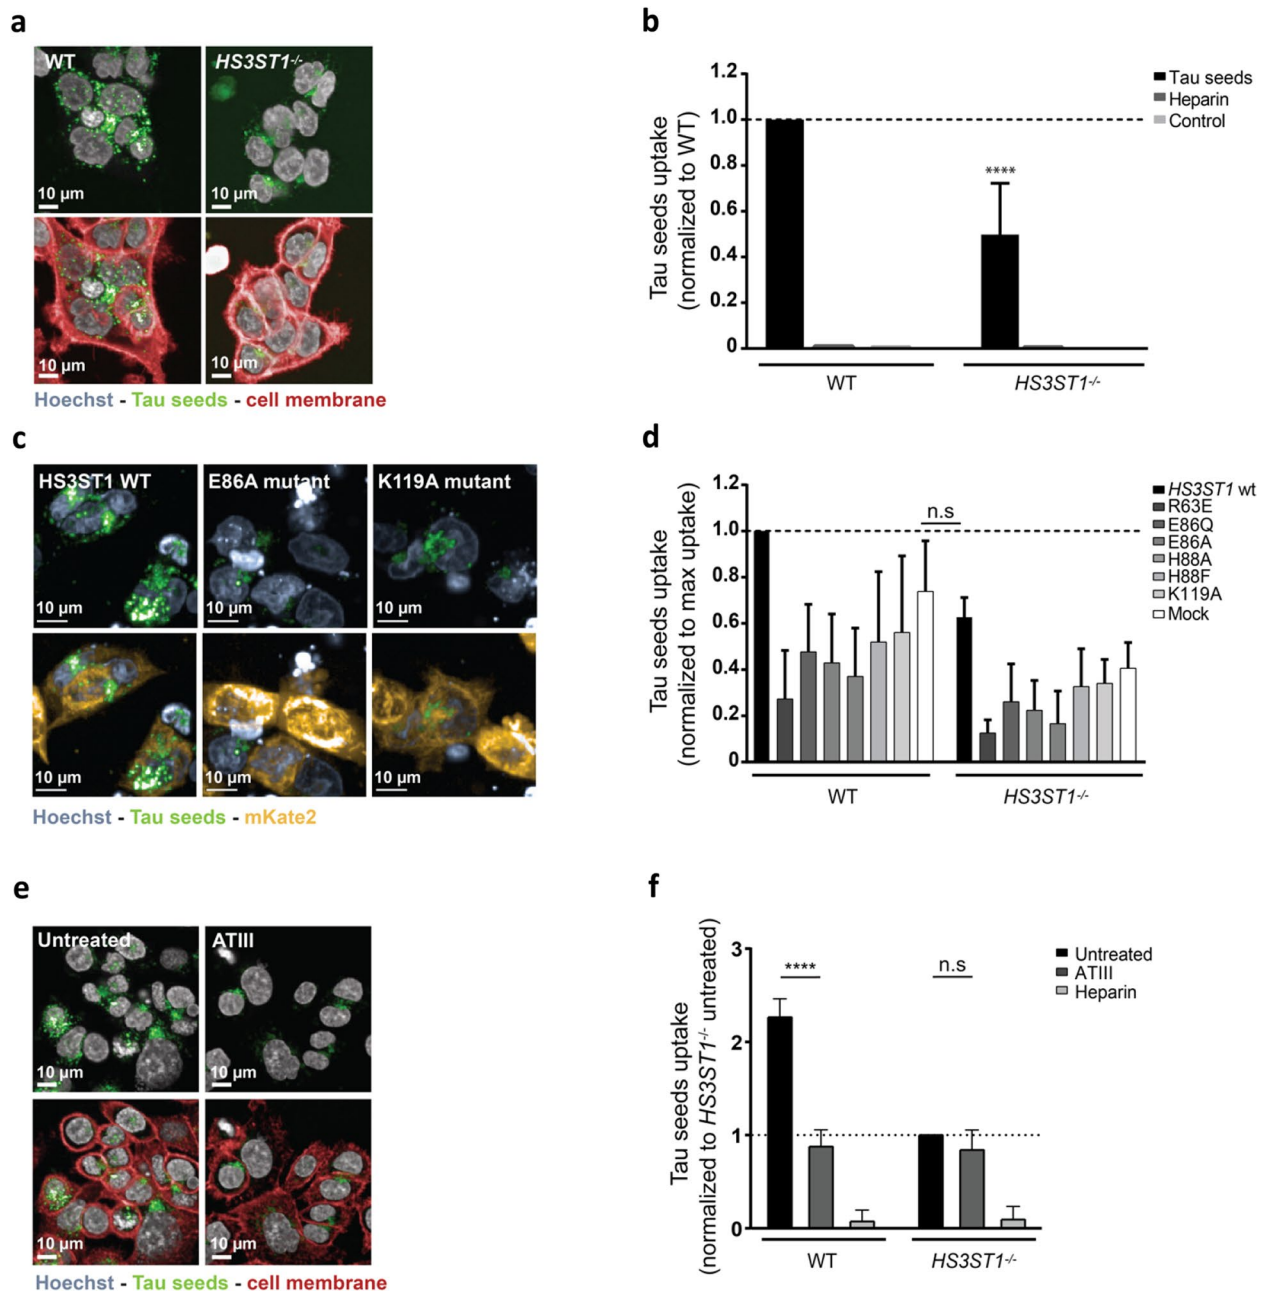 a
WT
HS3ST1-/-
10 µm
10 µm
10 µm
10 µm
Hoechst - Tau seeds - cell membrane
b
Tau seeds uptake
(normalized to WT)
1.2
1.0
0.8
0.6
0.4
0.2
0
****
Tau seeds
Heparin
Control
WT
HS3ST1-/-
c
HS3ST1 WT
E86A mutant
K119A mutant
10 µm
10 µm
10 µm
10 µm
10 µm
10 µm
Hoechst - Tau seeds - mKate2
d
Tau seeds uptake
(normalized to max uptake)
1.2
1.0
0.8
0.6
0.4
0.2
0
n.s
HS3ST1 wt
R63E
E86Q
E86A
H88A
H88F
K119A
Mock
WT
HS3ST1-/-
e
Untreated
ATIII
10 µm
10 µm
10 µm
10 µm
Hoechst - Tau seeds - cell membrane
f
Tau seeds uptake
(normalized to HS3ST1-/- untreated)
3
2
1
0
****
n.s
Untreated
ATIII
Heparin
WT
HS3ST1-/-